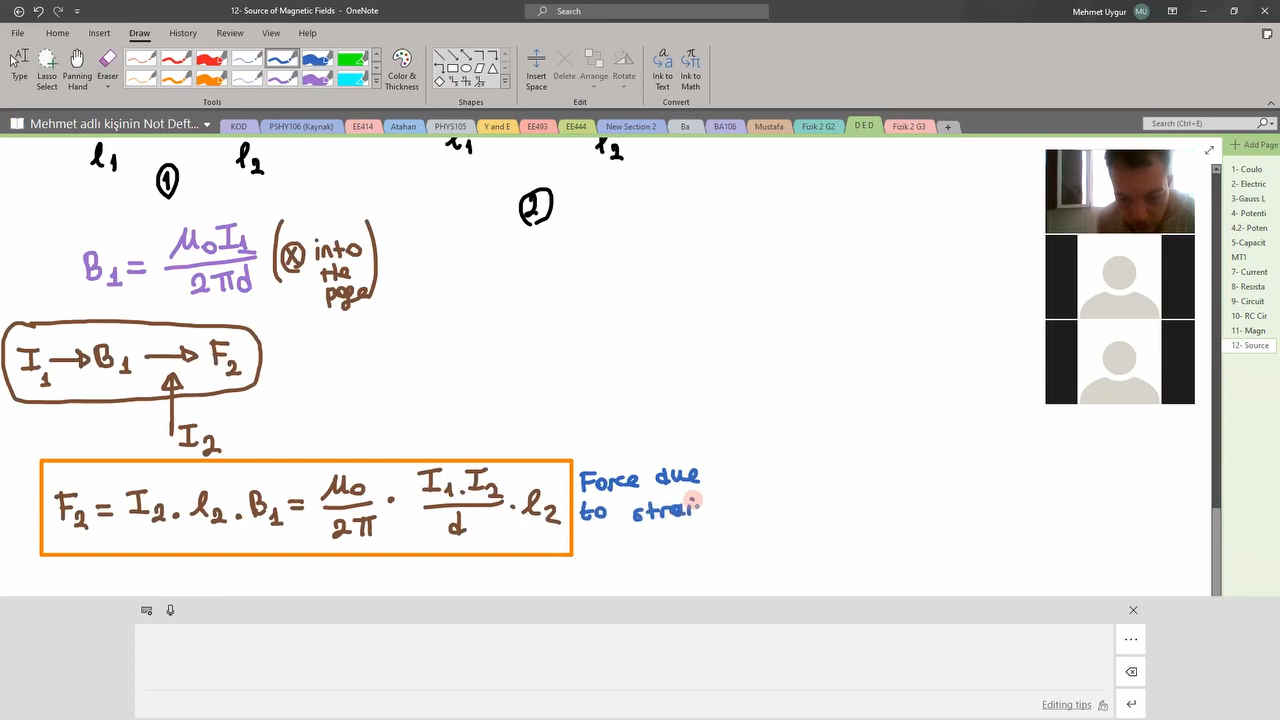 12- Source of Magnetic Fields - OneNote
Search
Mehmet Uygur
MU
File Home Insert Draw History Review View Help
Type
Lasso Select
Panning Hand
Eraser
Color & Thickness
Insert Space
Delete
Arrange
Rotate
Ink to Text
Ink to Math
Tools
Shapes
Edit
Convert
Mehmet adlı kişinin Not Deft...
KOD PSHY106 (Kaynak) EE414 Atahan PHYS105 Y and E EE493 EE444 New Section 2 Ba BA106 Mustafa Fizik 2 G2 D E D Fizik 2 G3
Search (Ctrl+E)
Add Page
1- Coulo
2- Electric
3-Gauss L
4- Potenti
4.2- Poten
5-Capacit
MT1
7- Current
8- Resista
9- Circuit
10- RC Cir
11- Magn
12- Source
l1 l2 l1 l2
1 2
B1 = μ0 I1 / 2πd (⊗ into the page)
I1 → B1 → F2
I2
F2 = I2 . l2 . B1 = μ0 / 2π . I1 . I2 / d . l2
Force due
to strai
Editing tips